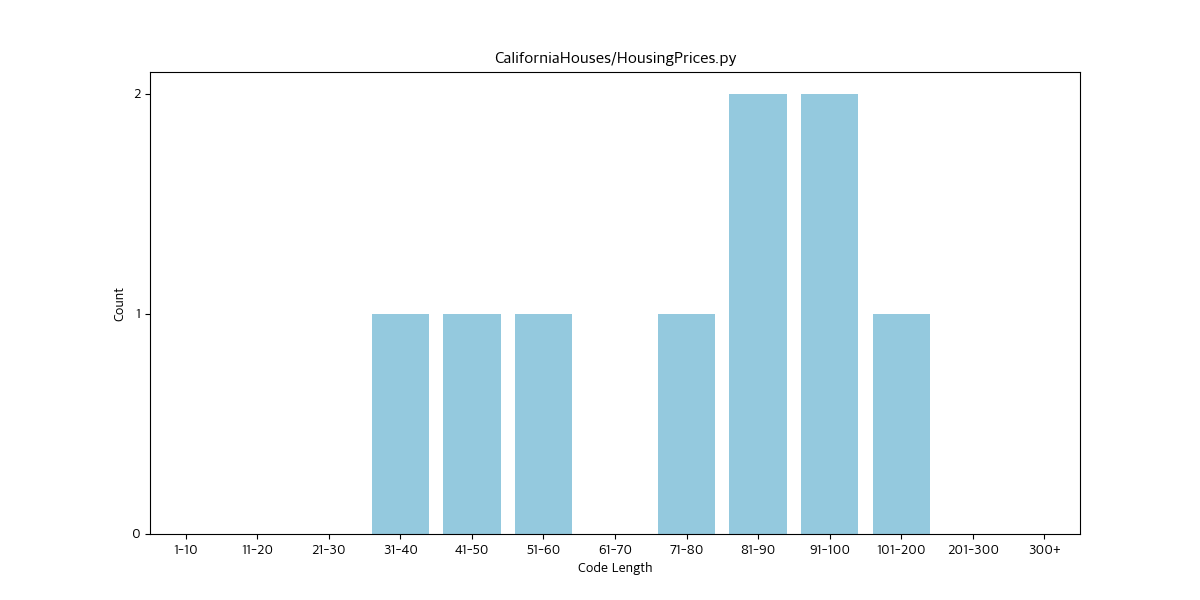 CaliforniaHouses/HousingPrices.py
2
1
0
Count
1-10 11-20 21-30 31-40 41-50 51-60 61-70 71-80 81-90 91-100 101-200 201-300 300+
Code Length